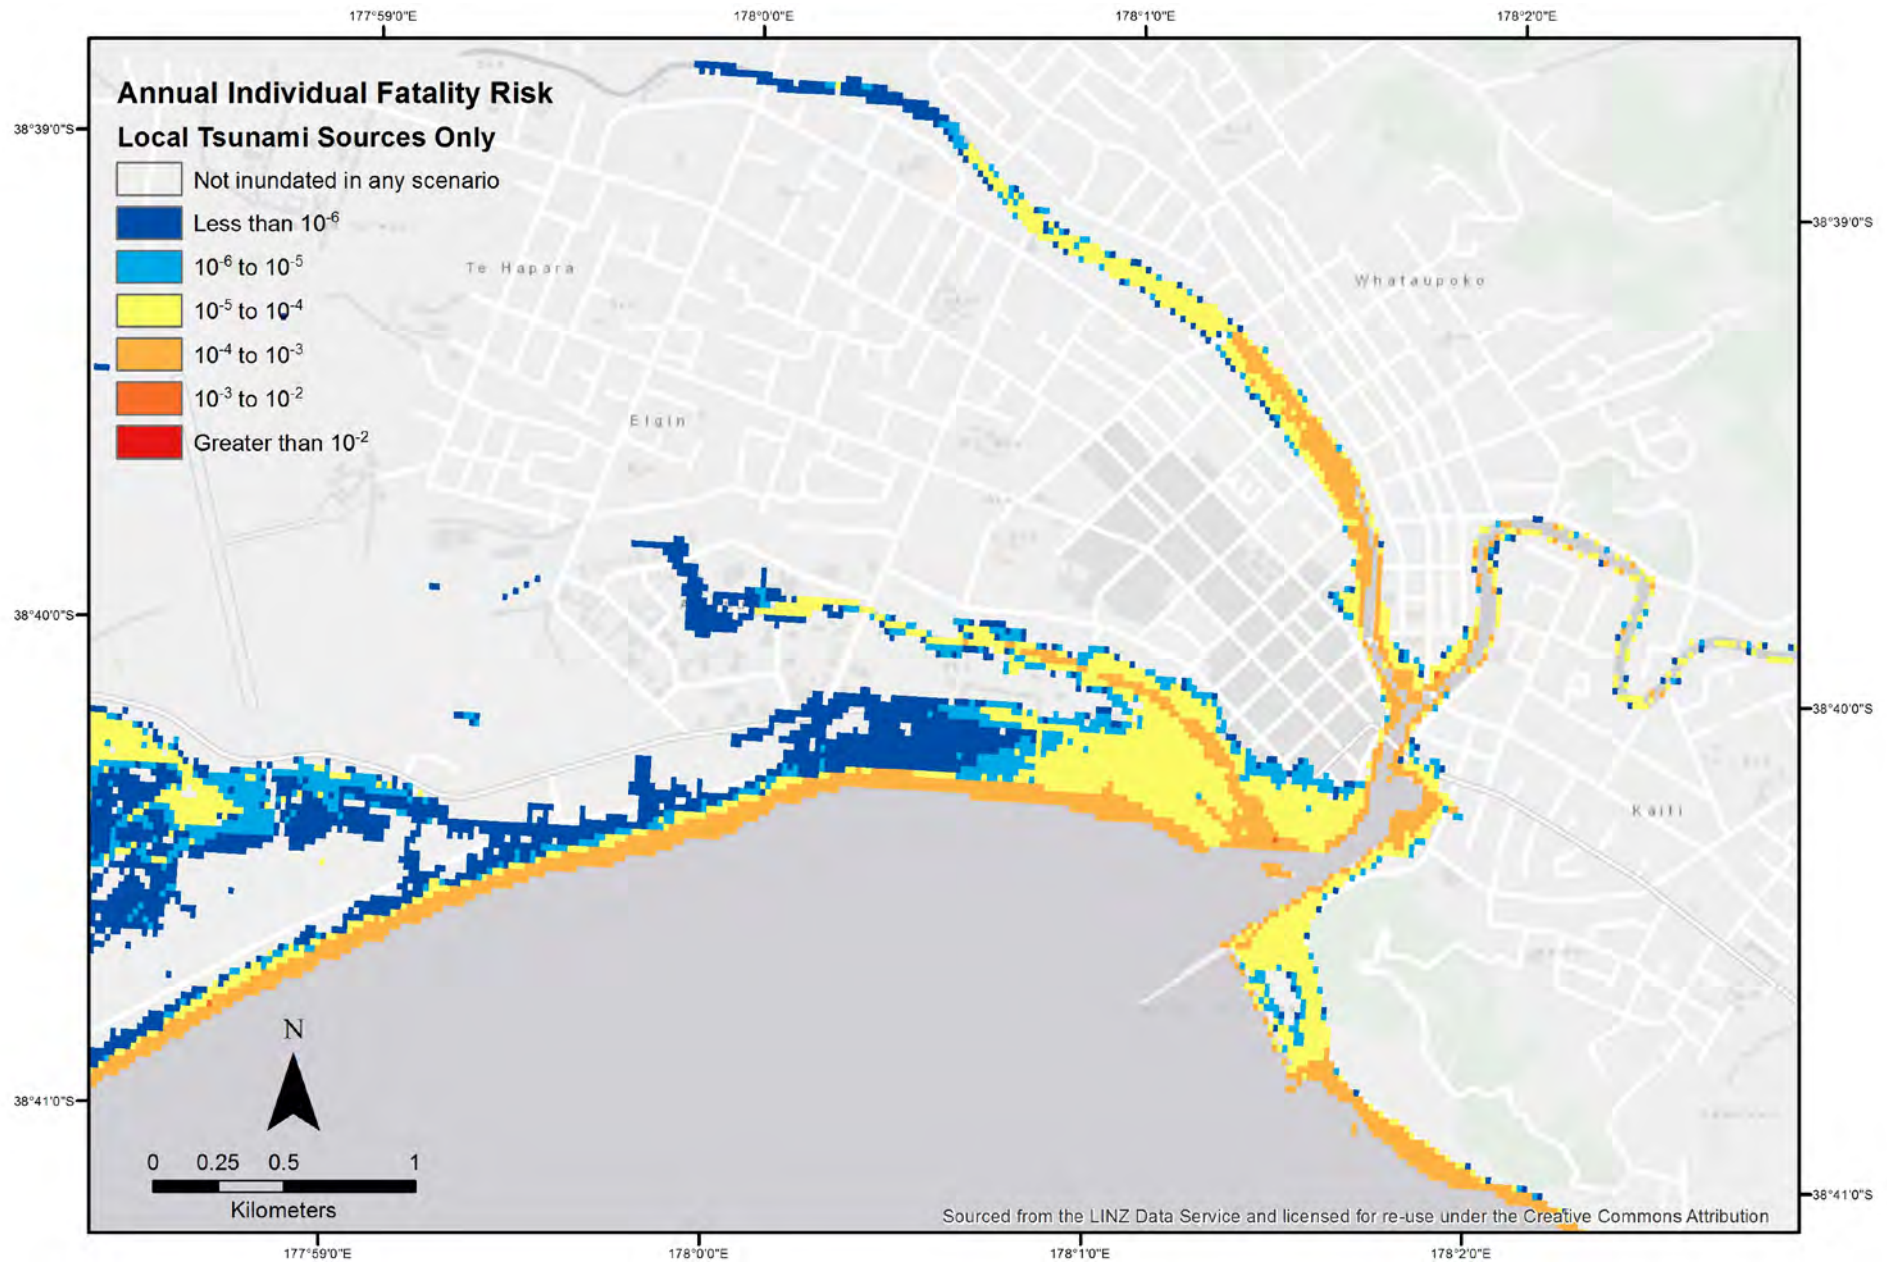 177°59'0"E
178°0'0"E
178°1'0"E
178°2'0"E
Annual Individual Fatality Risk
Local Tsunami Sources Only
38°39'0"S
Not inundated in any scenario
Less than 10-6
38°39'0"S
10-6 to 10-5
Te Hapara
Whataupoko
10-5 to 10-4
10-4 to 10-3
10-3 to 10-2
Elgin
Greater than 10-2
38°40'0"S
38°40'0"S
Kaiti
N
38°41'0"S
0 0.25 0.5 1
Kilometers
38°41'0"S
Sourced from the LINZ Data Service and licensed for re-use under the Creative Commons Attribution
177°59'0"E
178°0'0"E
178°1'0"E
178°2'0"E